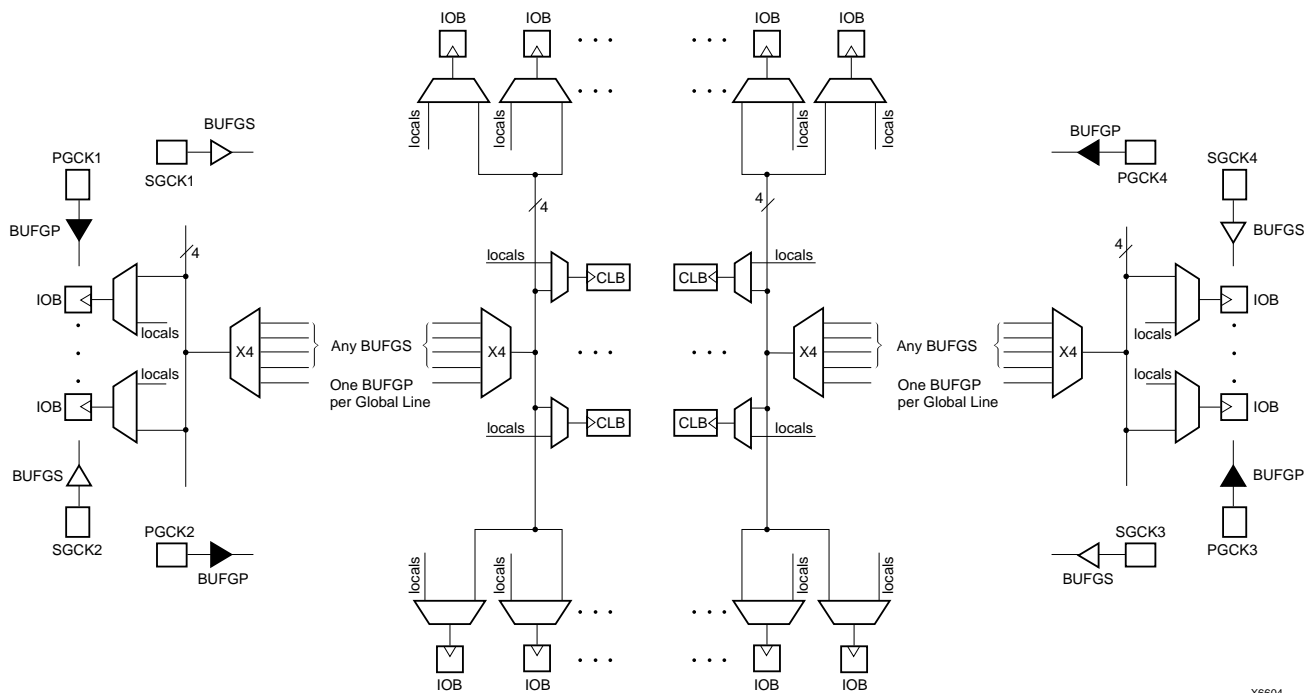 IOB IOB IOB IOB
locals locals locals locals
BUFGS BUFGP
PGCK1 SGCK4
SGCK1 PGCK4
4 4
BUFGP BUFGS
4 4
locals locals
CLB CLB
IOB IOB
locals locals
X4 Any BUFGS X4 X4 Any BUFGS X4
locals locals
One BUFGP One BUFGP
per Global Line per Global Line
IOB CLB CLB IOB
locals locals
BUFGS BUFGP
PGCK2 SGCK3
SGCK2 PGCK3
BUFGP BUFGS
locals locals locals locals
IOB IOB IOB IOB
X6604